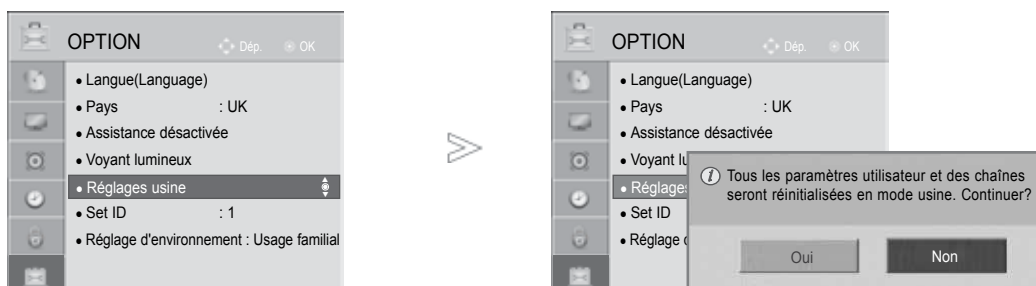 OPTION
Dép. OK
• Langue(Language)
• Pays : UK
• Assistance désactivée
• Voyant lumineux
• Réglages usine
• Set ID : 1
• Réglage d'environnement : Usage familial
OPTION
Dép. OK
• Langue(Language)
• Pays : UK
• Assistance désactivée
• Voyant lu
• Réglages
• Set ID
• Réglage d
Tous les paramètres utilisateur et des chaînes
seront réinitialisées en mode usine. Continuer?
Oui Non